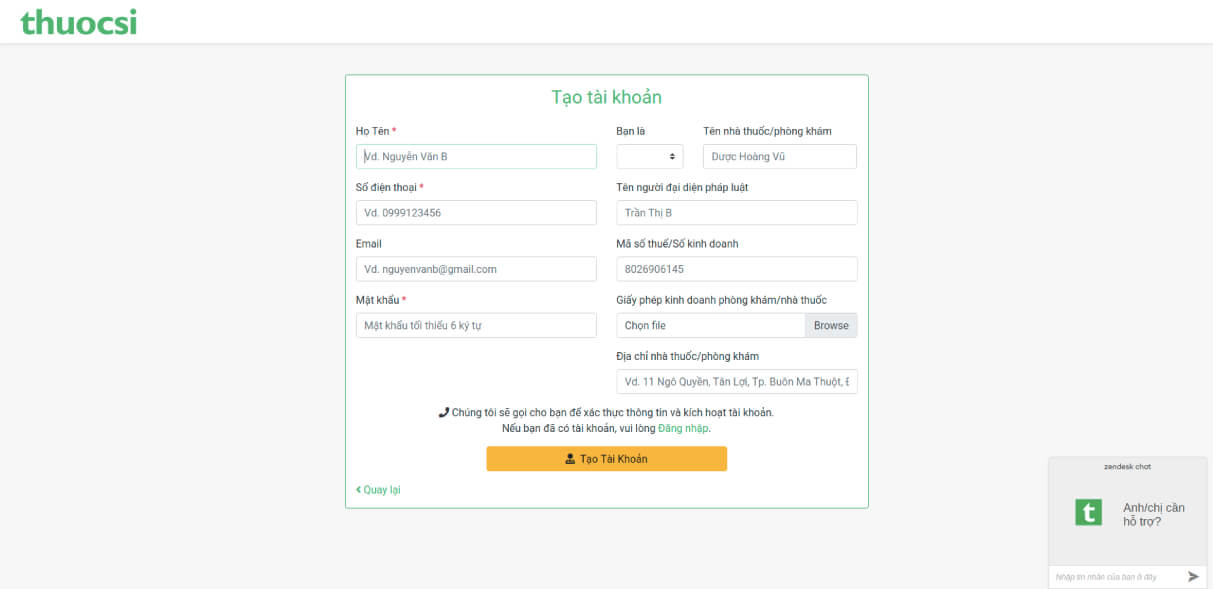 thuocsi
Tạo tài khoản
Họ Tên *
Vd. Nguyễn Văn B
Số điện thoại *
Vd. 0999123456
Email
Vd. nguyenvanb@gmail.com
Mật khẩu *
Mật khẩu tối thiểu 6 ký tự
Bạn là
Tên nhà thuốc/phòng khám
Dược Hoàng Vũ
Tên người đại diện pháp luật
Trần Thị B
Mã số thuế/Số kinh doanh
8026906145
Giấy phép kinh doanh phòng khám/nhà thuốc
Chọn file
Browse
Địa chỉ nhà thuốc/phòng khám
Vd. 11 Ngô Quyền, Tân Lợi, Tp. Buôn Ma Thuột, Đ
Chúng tôi sẽ gọi cho bạn để xác thực thông tin và kích hoạt tài khoản.
Nếu bạn đã có tài khoản, vui lòng Đăng nhập.
Tạo Tài Khoản
Quay lại
zendesk chat
t
Anh/chị cần
hỗ trợ?
Nhập tin nhắn của bạn ở đây